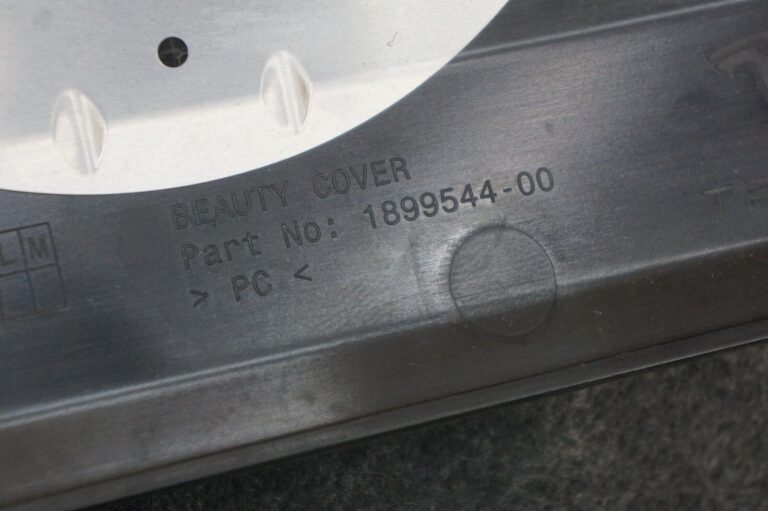 BEAUTY COVER
Part No: 1899544-00
> PC <
L M